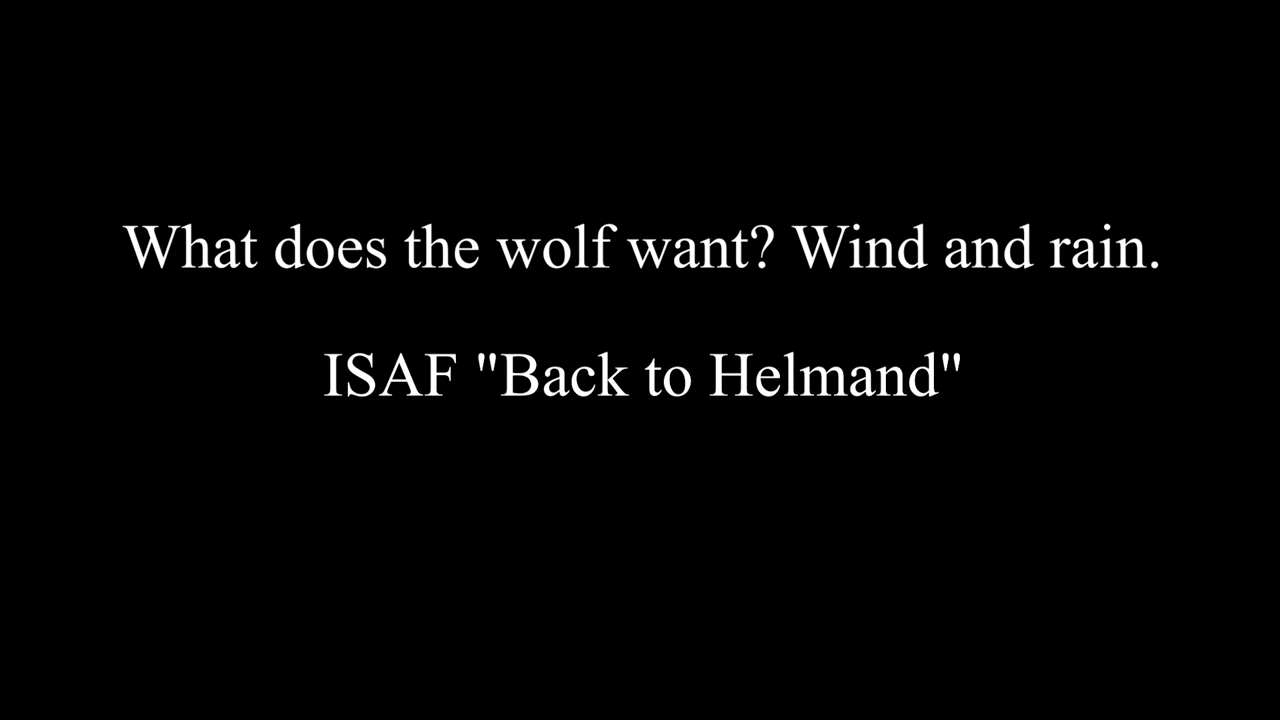 What does the wolf want? Wind and rain.
ISAF "Back to Helmand"